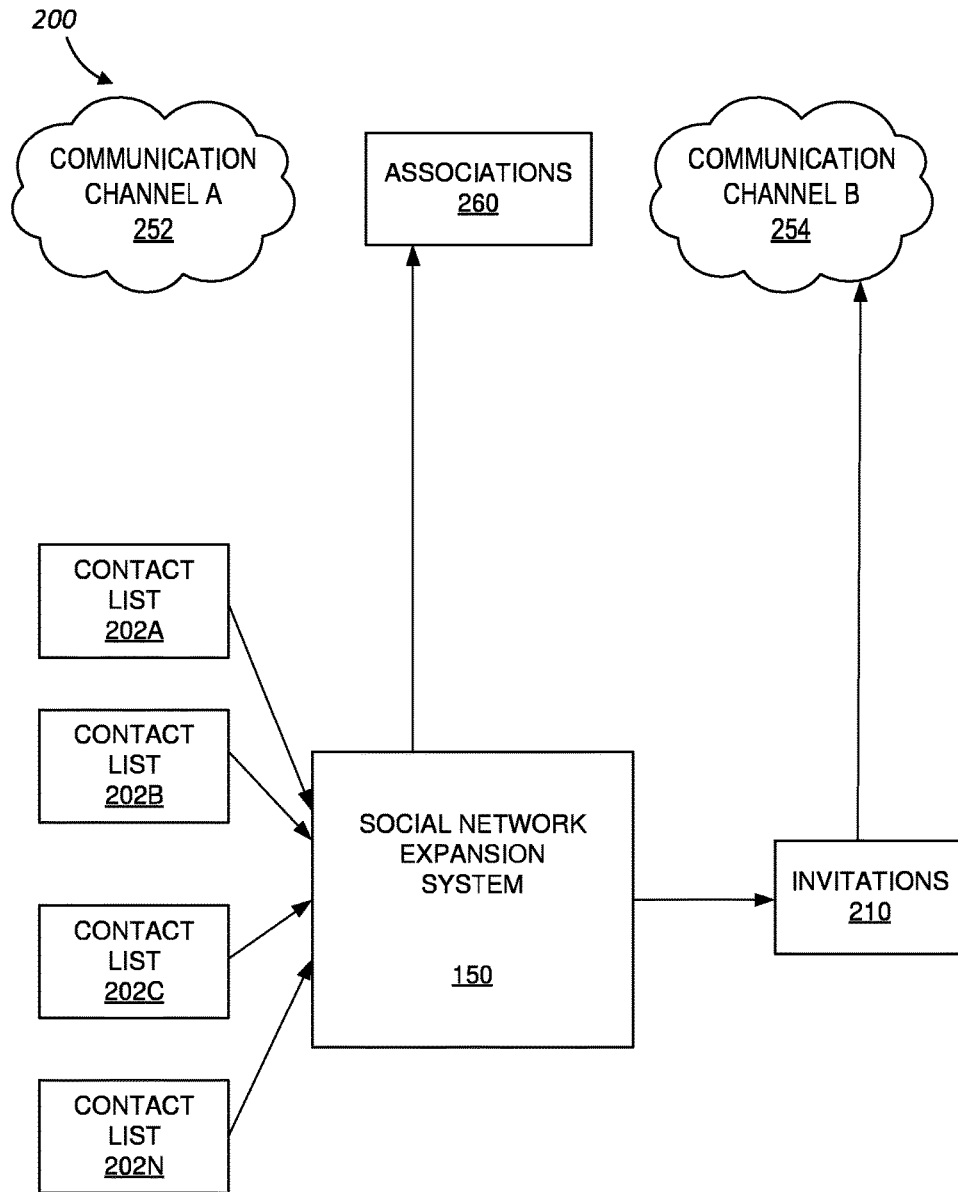 200
COMMUNICATION
CHANNEL A
252
ASSOCIATIONS
260
COMMUNICATION
CHANNEL B
254
CONTACT
LIST
202A
CONTACT
LIST
202B
CONTACT
LIST
202C
CONTACT
LIST
202N
SOCIAL NETWORK
EXPANSION
SYSTEM
150
INVITATIONS
210